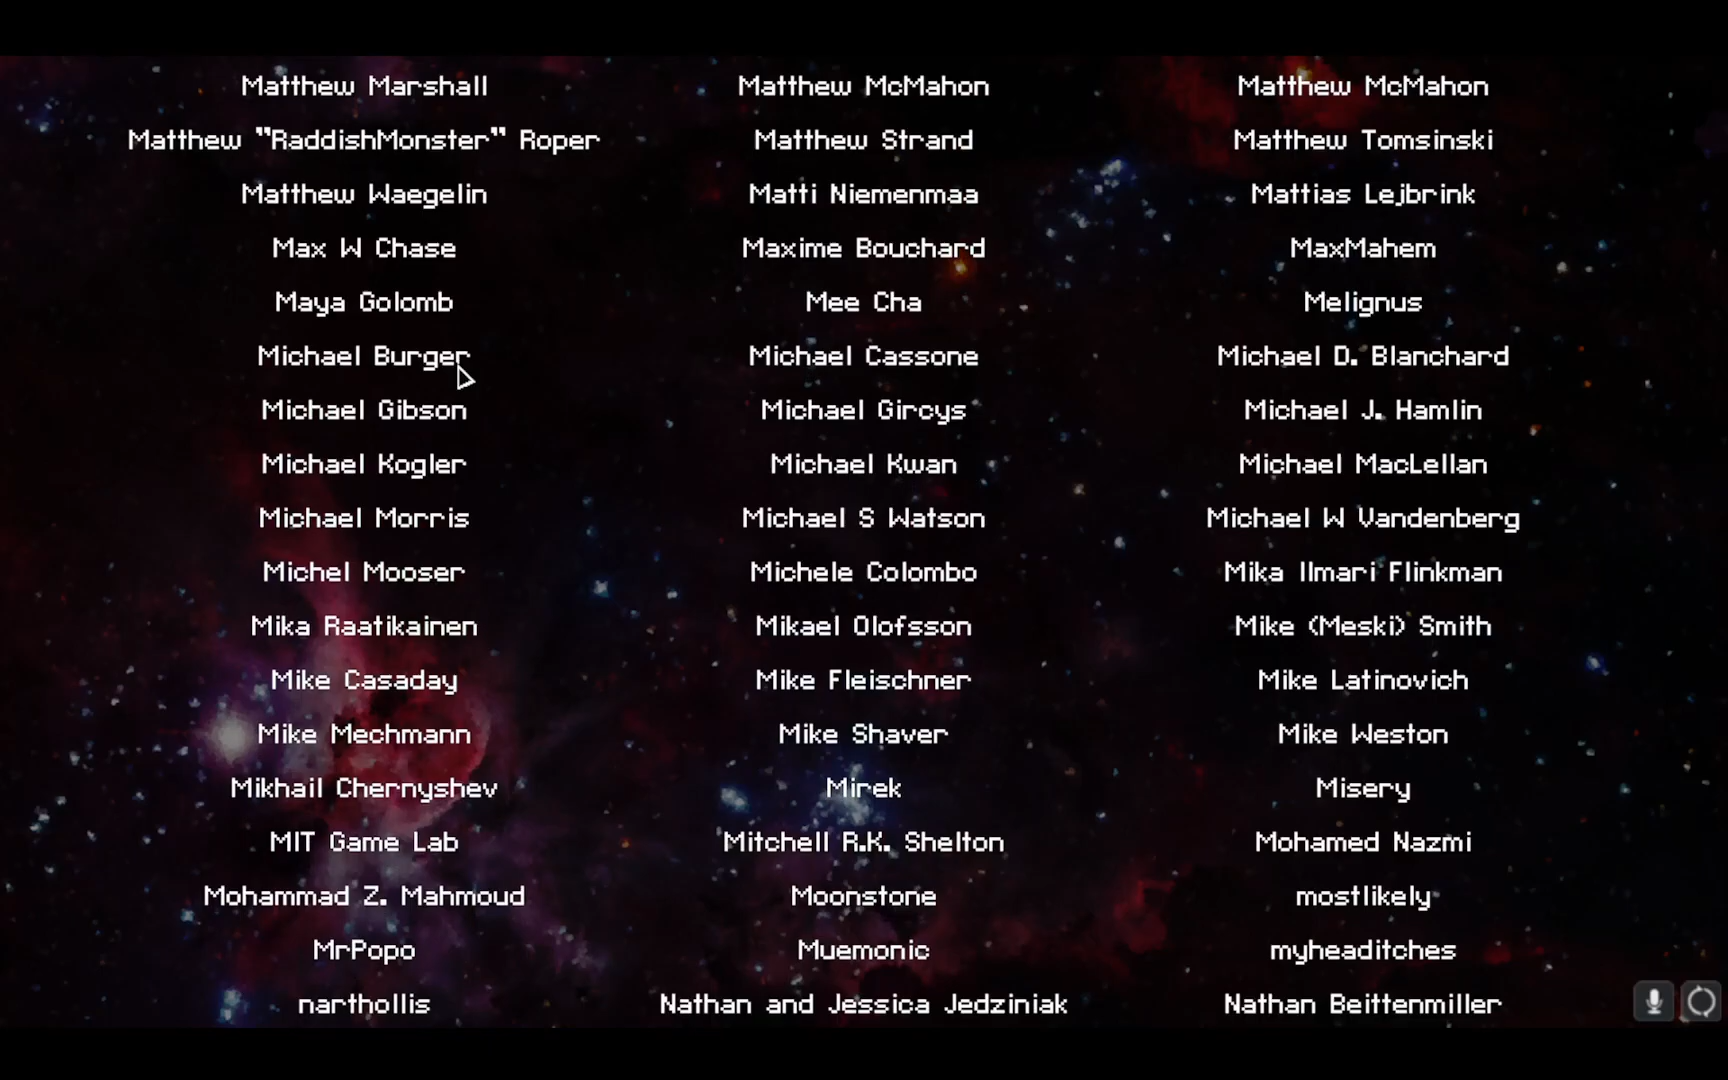 Matthew Marshall Matthew McMahon Matthew McMahon
Matthew "RaddishMonster" Roper Matthew Strand Matthew Tomsinski
Matthew Waegelin Matti Niemenmaa Mattias Lejbrink
Max W Chase Maxime Bouchard MaxMahem
Maya Golomb Mee Cha Melignus
Michael Burger Michael Cassone Michael D. Blanchard
Michael Gibson Michael Gircys Michael J. Hamlin
Michael Kogler Michael Kwan Michael MacLellan
Michael Morris Michael S Watson Michael W Vandenberg
Michel Mooser Michele Colombo Mika Ilmari Flinkman
Mika Raatikainen Mikael Olofsson Mike (Meski) Smith
Mike Casaday Mike Fleischner Mike Latinovich
Mike Mechmann Mike Shaver Mike Weston
Mikhail Chernyshev Mirek Misery
MIT Game Lab Mitchell R.K. Shelton Mohamed Nazmi
Mohammad Z. Mahmoud Moonstone mostlikely
MrPopo Muemonic myheaditches
narthollis Nathan and Jessica Jedziniak Nathan Beittenmiller